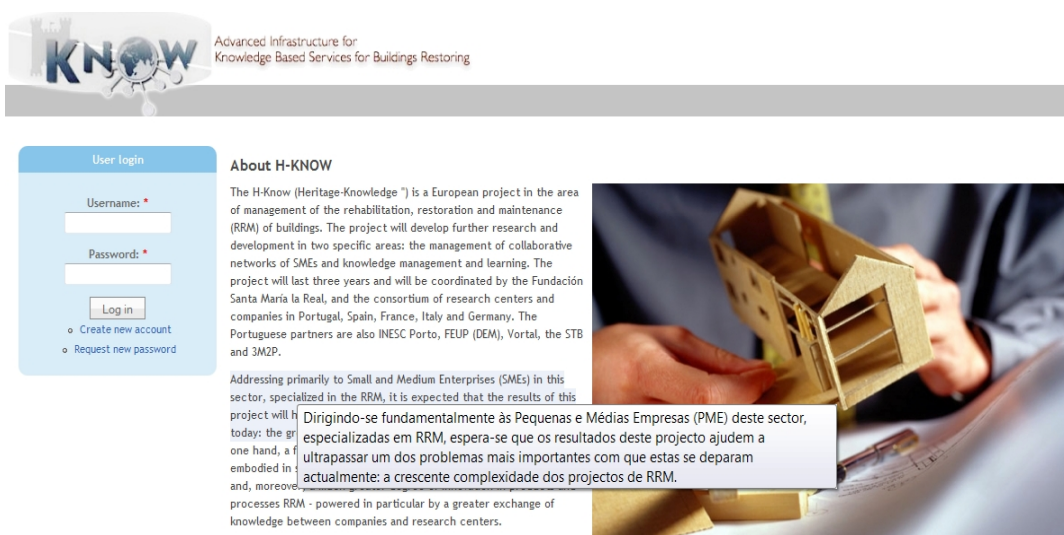 KNOW
Advanced Infrastructure for
Knowledge Based Services for Buildings Restoring
User login
Username: *
Password: *
Log in
Create new account
Request new password
About H-KNOW
The H-Know (Heritage-Knowledge ") is a European project in the area
of management of the rehabilitation, restoration and maintenance
(RRM) of buildings. The project will develop further research and
development in two specific areas: the management of collaborative
networks of SMEs and knowledge management and learning. The
project will last three years and will be coordinated by the Fundación
Santa María la Real, and the consortium of research centers and
companies in Portugal, Spain, France, Italy and Germany. The
Portuguese partners are also INESC Porto, FEUP (DEM), Vortal, the STB
and 3M2P.
Addressing primarily to Small and Medium Enterprises (SMEs) in this
sector, specialized in the RRM, it is expected that the results of this
project will
today: the
one hand, a
embodied in
and, moreover
processes RRM - powered in particular by a greater exchange of
knowledge between companies and research centers.
Dirigindo-se fundamentalmente às Pequenas e Médias Empresas (PME) deste sector,
especializadas em RRM, espera-se que os resultados deste projecto ajudem a
ultrapassar um dos problemas mais importantes com que estas se deparam
actualmente: a crescente complexidade dos projectos de RRM.